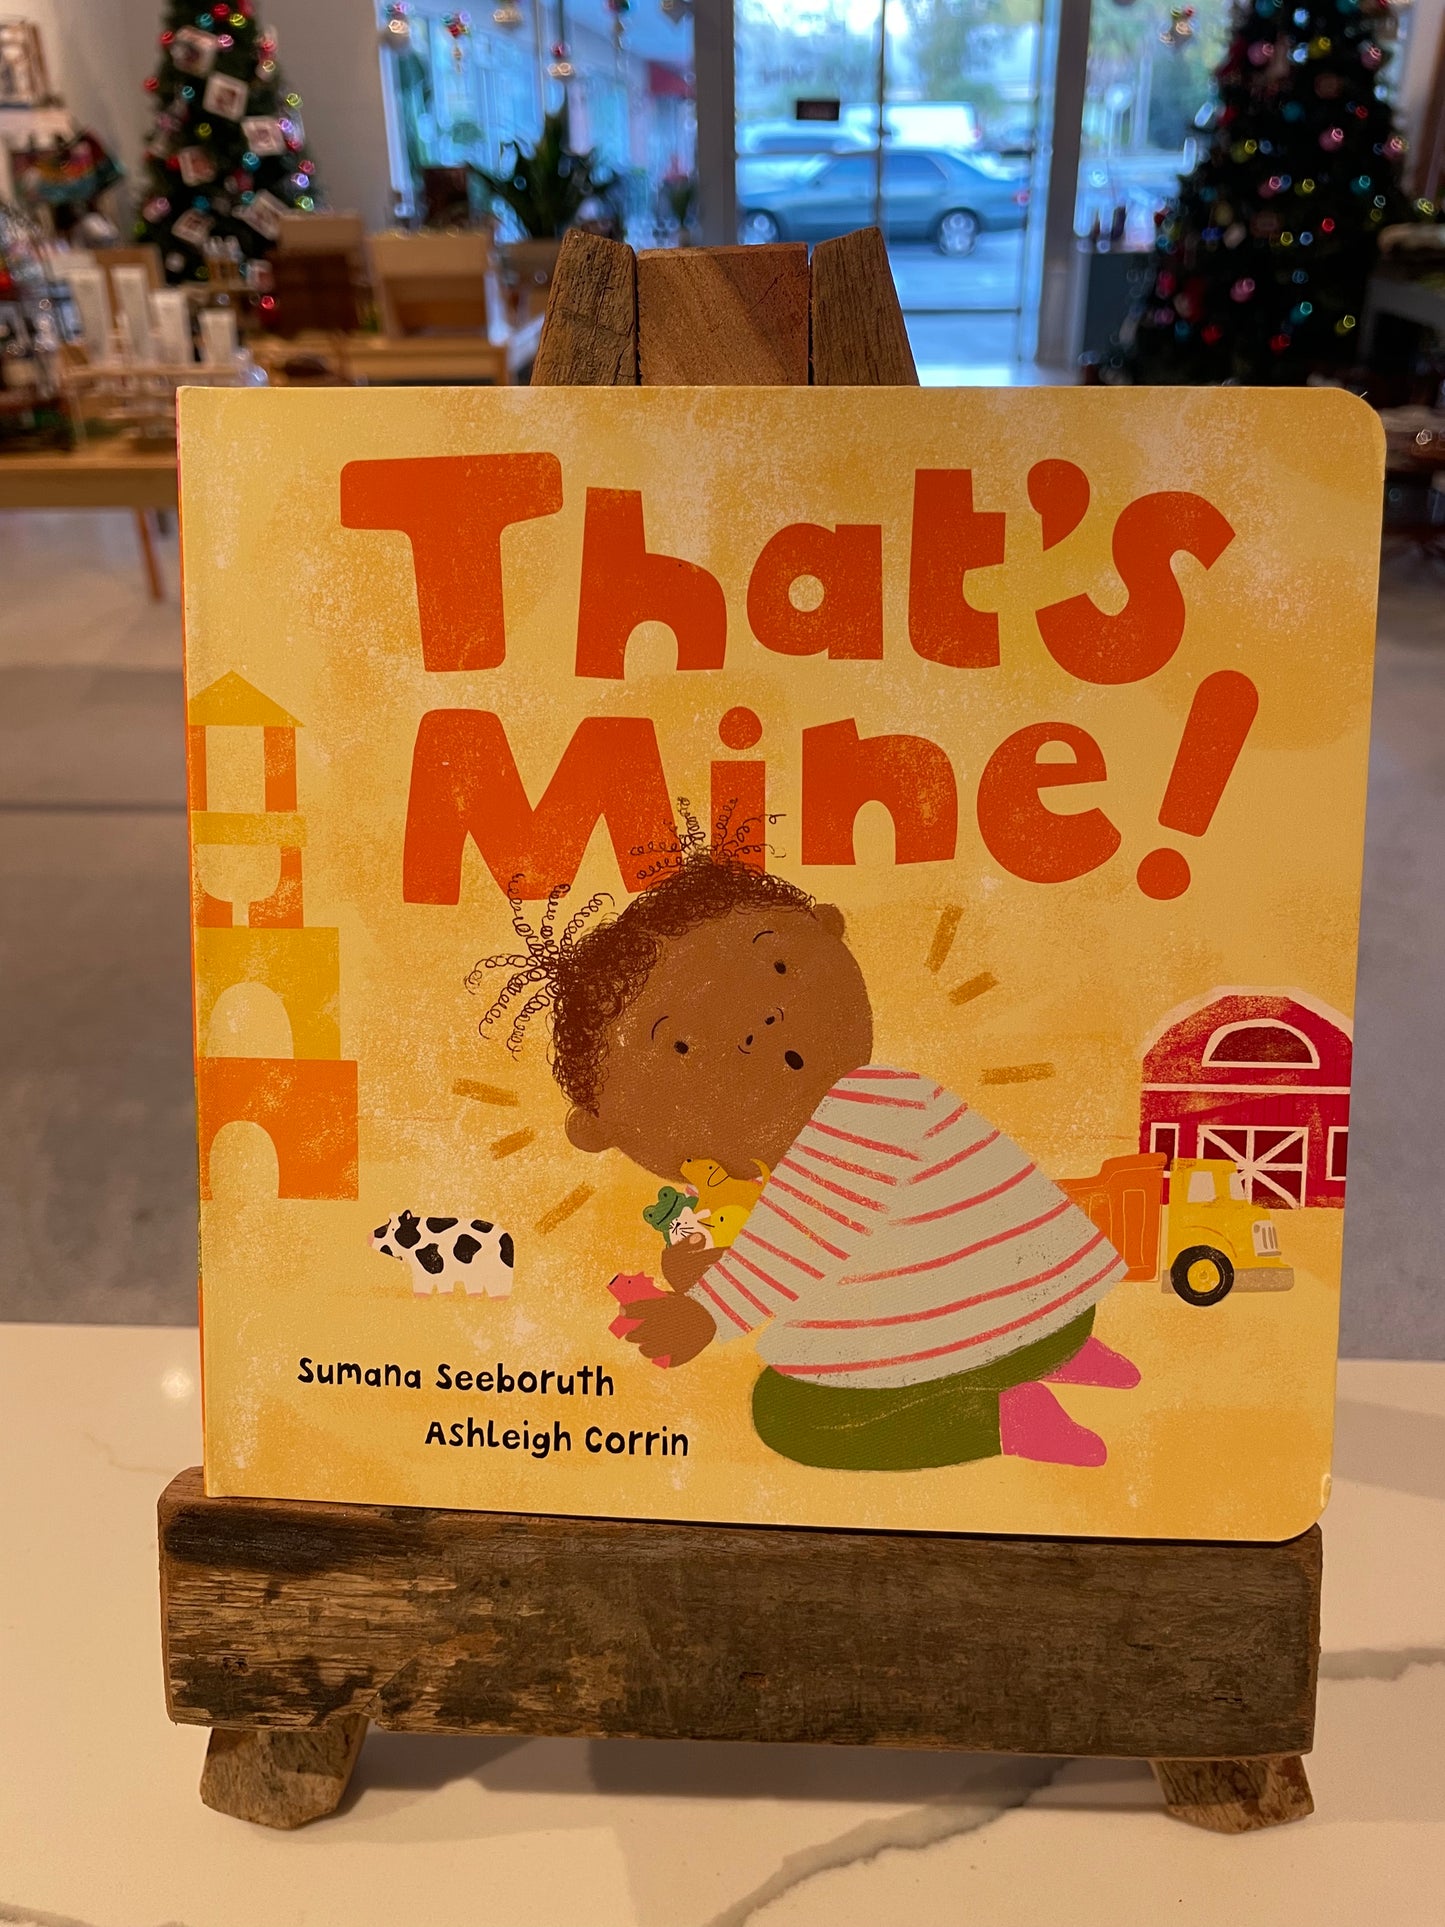 That's
Mine!
Sumana Seeboruth
Ashleigh Corrin